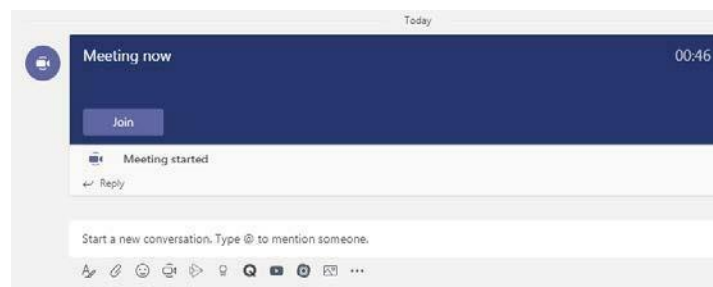 Today
Meeting now
00:46
Join
Meeting started
Reply
Start a new conversation. Type @ to mention someone.